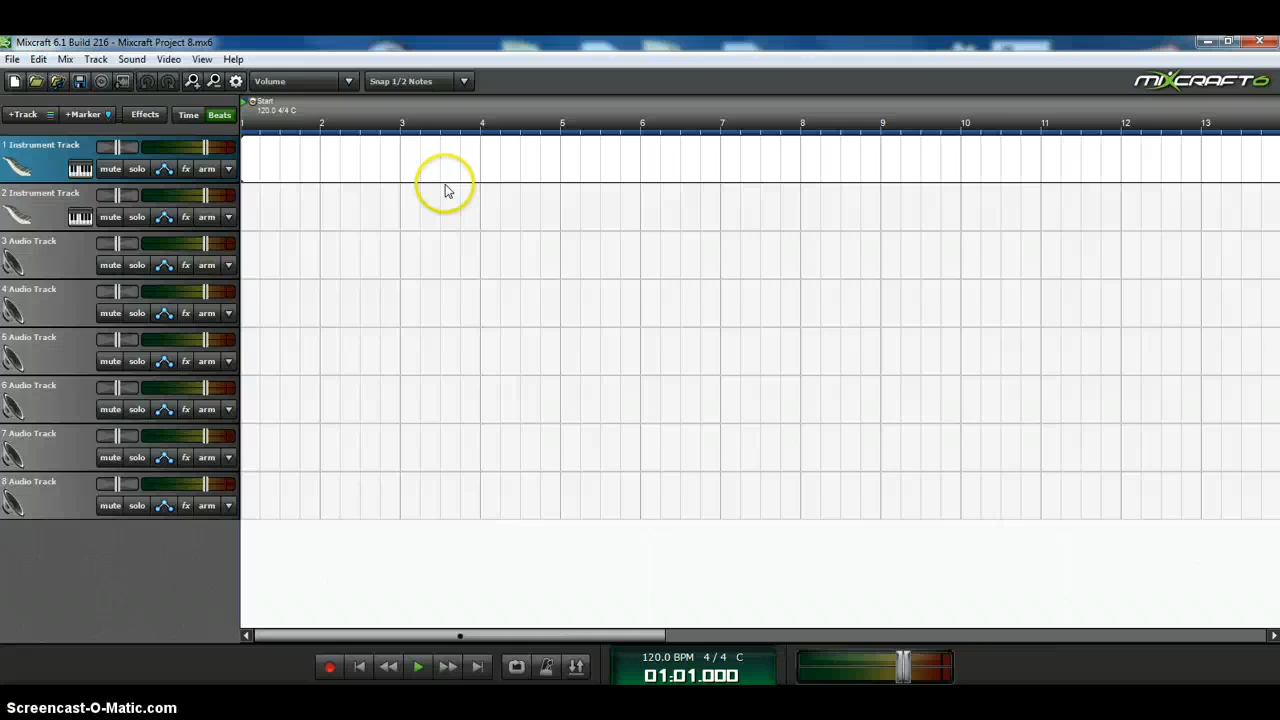 Mixcraft 6.1 Build 216 - Mixcraft Project 8.mx6
File Edit Mix Track Sound Video View Help
Volume Snap 1/2 Notes MIXCRAFT6
+Track +Marker Effects Time Beats
Start
120.0 4/4 C
1 2 3 4 5 6 7 8 9 10 11 12 13
1 Instrument Track
mute solo fx arm
2 Instrument Track
mute solo fx arm
3 Audio Track
mute solo fx arm
4 Audio Track
mute solo fx arm
5 Audio Track
mute solo fx arm
6 Audio Track
mute solo fx arm
7 Audio Track
mute solo fx arm
8 Audio Track
mute solo fx arm
120.0 BPM 4 / 4 C
01:01.000
Screencast-O-Matic.com